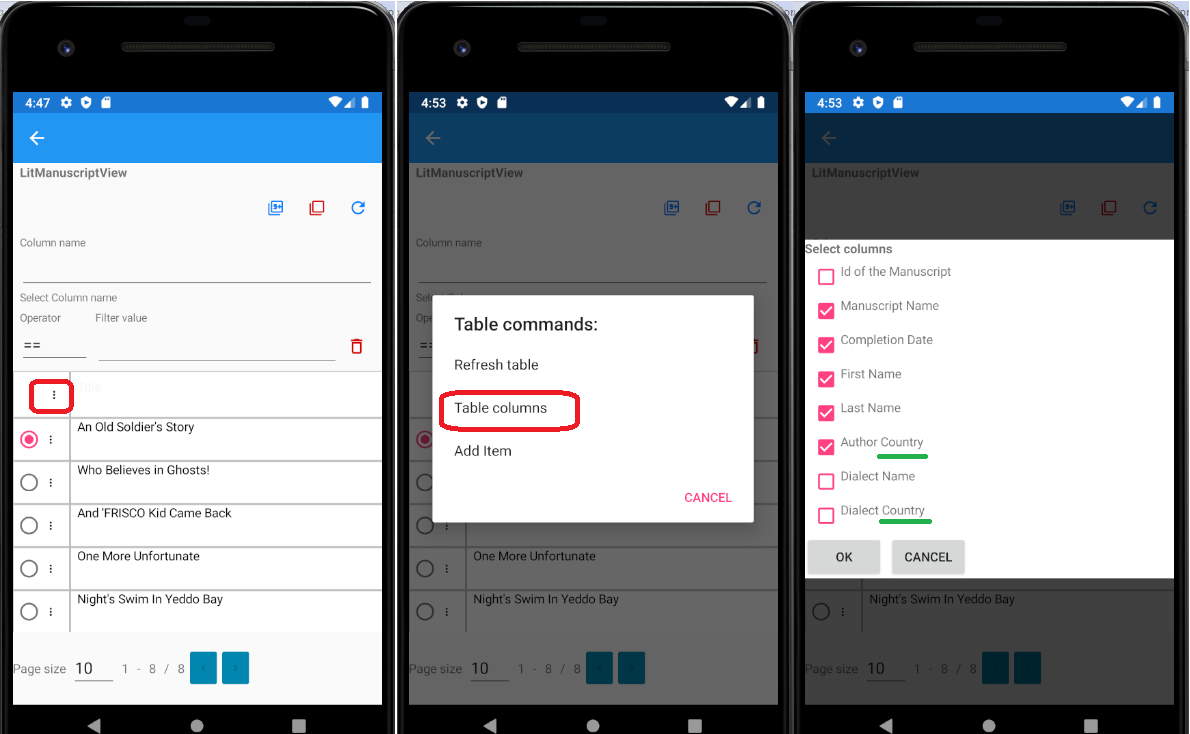 4:47
LitManuscriptView
9+
Column name
Select Column name
Operator Filter value
==
Title
An Old Soldier's Story
Who Believes in Ghosts!
And 'FRISCO Kid Came Back
One More Unfortunate
Night's Swim In Yeddo Bay
Page size 10 1 - 8 / 8 < >
4:53
LitManuscriptView
9+
Column name
Table commands:
Refresh table
Table columns
Add Item
CANCEL
==
One More Unfortunate
Night's Swim In Yeddo Bay
Page size 10 1 - 8 / 8
4:53
LitManuscriptView
9+
Select columns
Id of the Manuscript
Manuscript Name
Completion Date
First Name
Last Name
Author Country
Dialect Name
Dialect Country
OK CANCEL
Night's Swim In Yeddo Bay
Page size 10 1 - 8 / 8